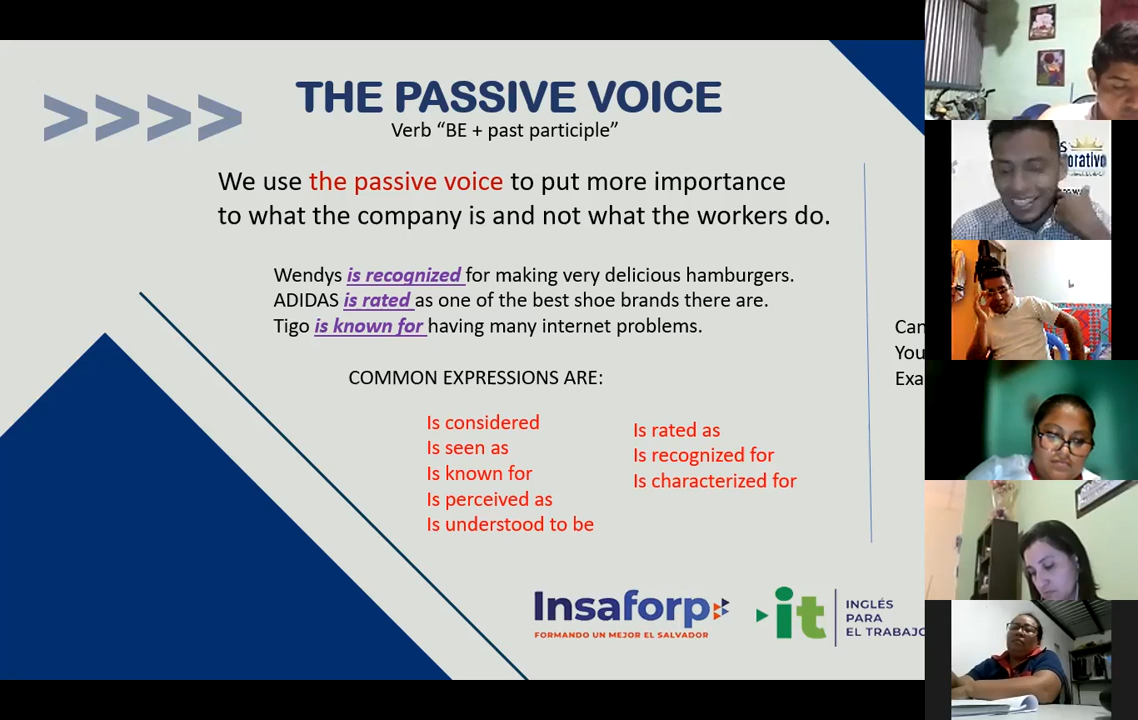 >>>> THE PASSIVE VOICE
Verb “BE + past participle”
We use the passive voice to put more importance
to what the company is and not what the workers do.
Wendys is recognized for making very delicious hamburgers.
ADIDAS is rated as one of the best shoe brands there are.
Tigo is known for having many internet problems.
COMMON EXPRESSIONS ARE:
Is considered
Is seen as
Is known for
Is perceived as
Is understood to be
Is rated as
Is recognized for
Is characterized for
Can
You
Exa
Insaforp
FORMANDO UN MEJOR EL SALVADOR
it
INGLÉS
PARA
EL TRABAJO
S
orativo